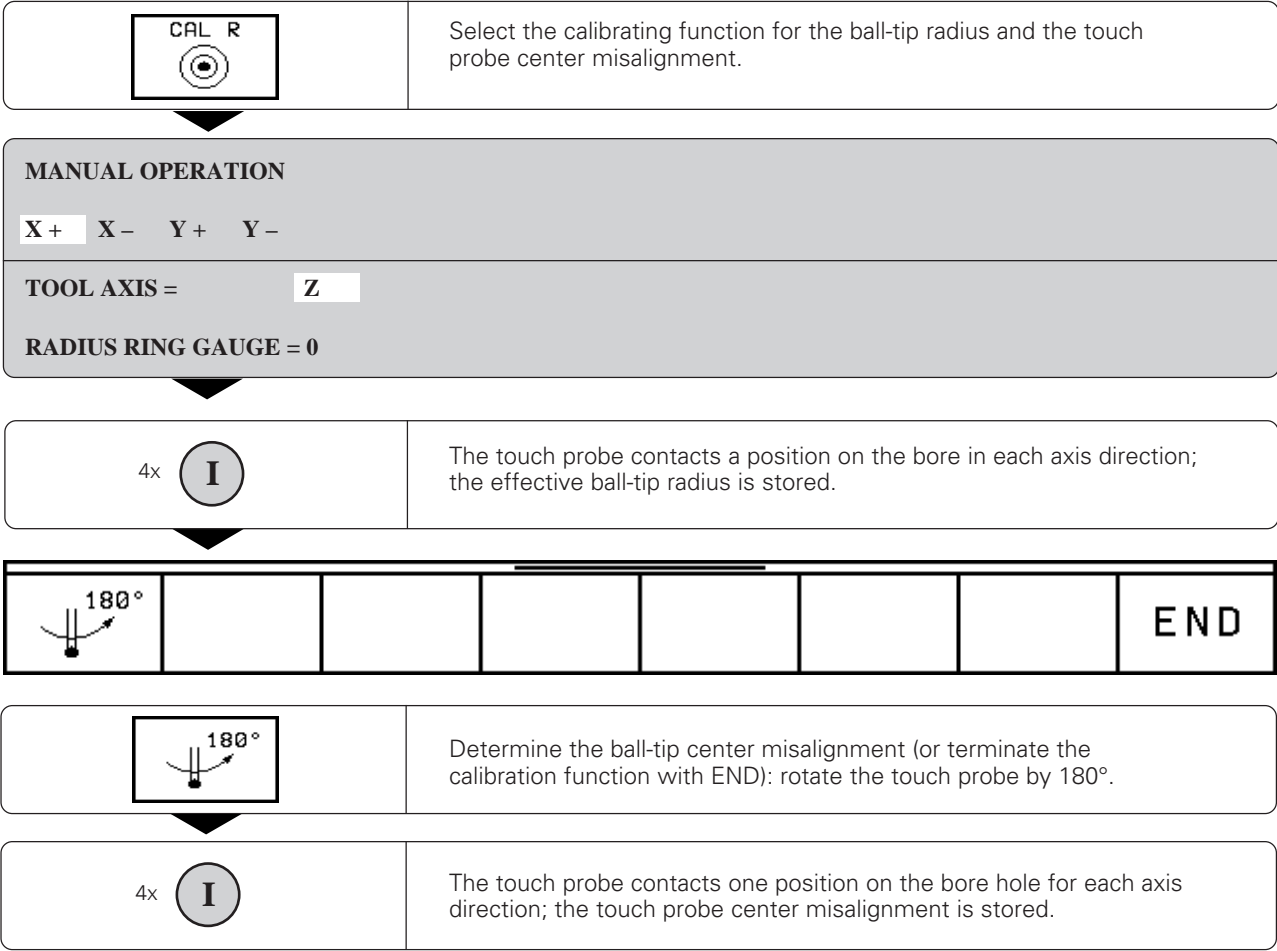 CAL R
Select the calibrating function for the ball-tip radius and the touch
probe center misalignment.
MANUAL OPERATION
X + X – Y + Y –
TOOL AXIS = Z
RADIUS RING GAUGE = 0
4x I
The touch probe contacts a position on the bore in each axis direction;
the effective ball-tip radius is stored.
180° END
180°
Determine the ball-tip center misalignment (or terminate the
calibration function with END): rotate the touch probe by 180°.
4x I
The touch probe contacts one position on the bore hole for each axis
direction; the touch probe center misalignment is stored.